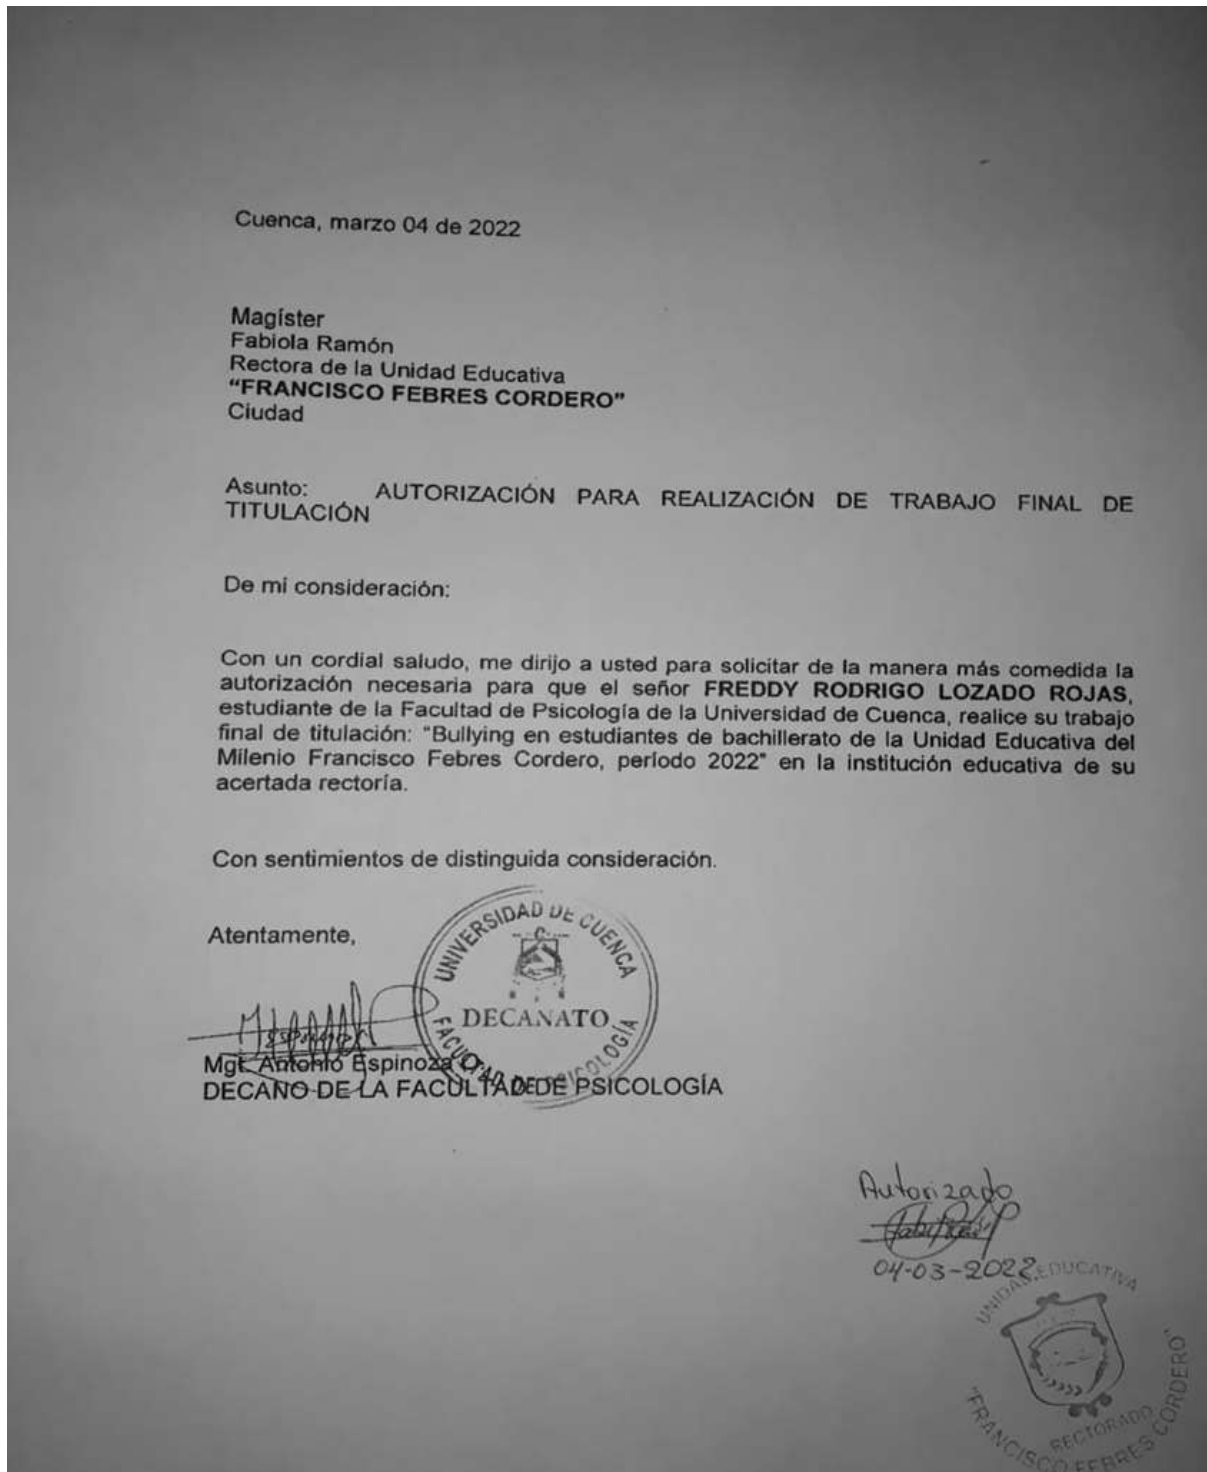 Cuenca, marzo 04 de 2022
Magíster
Fabiola Ramón
Rectora de la Unidad Educativa
“FRANCISCO FEBRES CORDERO”
Ciudad
Asunto: AUTORIZACIÓN PARA REALIZACIÓN DE TRABAJO FINAL DE
TITULACIÓN
De mi consideración:
Con un cordial saludo, me dirijo a usted para solicitar de la manera más comedida la
autorización necesaria para que el señor FREDDY RODRIGO LOZADO ROJAS,
estudiante de la Facultad de Psicología de la Universidad de Cuenca, realice su trabajo
final de titulación: “Bullying en estudiantes de bachillerato de la Unidad Educativa del
Milenio Francisco Febres Cordero, período 2022” en la institución educativa de su
acertada rectoría.
Con sentimientos de distinguida consideración.
Atentamente,
UNIVERSIDAD DE CUENCA
DECANATO
FACULTAD DE PSICOLOGÍA
Mgt. Antonio Espinoza
DECANO DE LA FACULTAD DE PSICOLOGÍA
Autorizado
04-03-2022
UNIDAD EDUCATIVA
RECTORADO
"FRANCISCO FEBRES CORDERO"